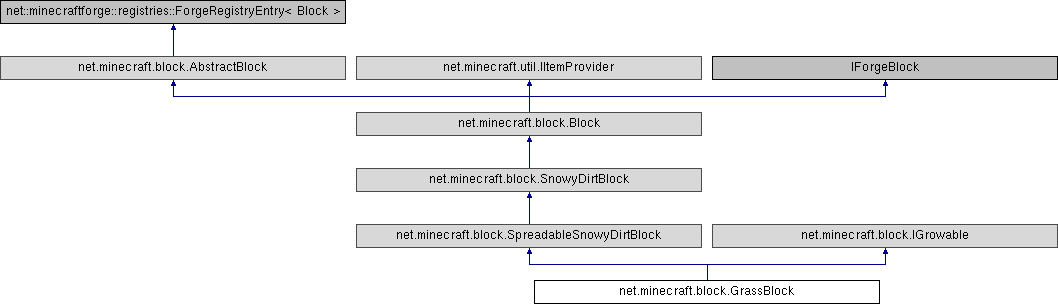 net::minecraftforge::registries::ForgeRegistryEntry< Block >
net.minecraft.block.AbstractBlock
net.minecraft.util.IItemProvider
IForgeBlock
net.minecraft.block.Block
net.minecraft.block.SnowyDirtBlock
net.minecraft.block.SpreadableSnowyDirtBlock
net.minecraft.block.IGrowable
net.minecraft.block.GrassBlock